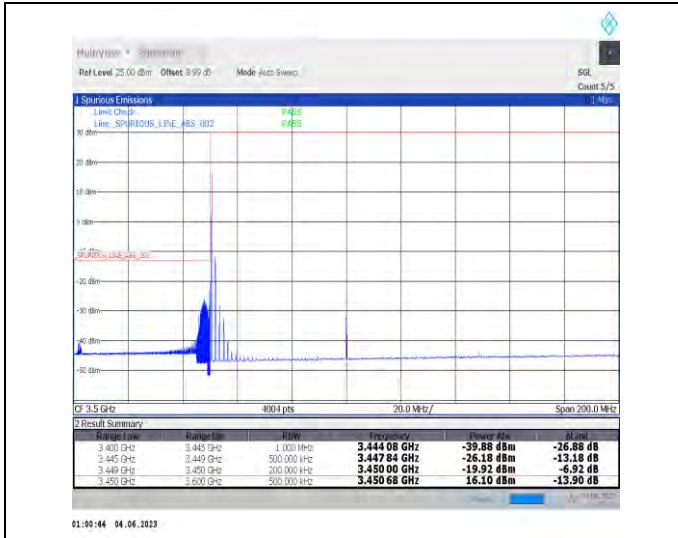 MultiView
Spectrum
Ref Level 25.00 dBm Offset 8.99 dB Mode Auto Sweep
SGL
Count 5/5
1 Spurious Emissions
Limit Check PASS
Line _SPURIOUS_LINE_ABS_002 PASS
30 dBm
20 dBm
10 dBm
0 dBm
-20 dBm
-30 dBm
-40 dBm
-50 dBm
CF 3.5 GHz 4004 pts 20.0 MHz/ Span 200.0 MHz
2 Result Summary
Range Low Range Up RBW Frequency Power Abs ΔLimit
3.400 GHz 3.445 GHz 1.000 MHz 3.444 08 GHz -39.88 dBm -26.88 dB
3.445 GHz 3.449 GHz 500.000 kHz 3.447 84 GHz -26.18 dBm -13.18 dB
3.449 GHz 3.450 GHz 200.000 kHz 3.450 00 GHz -19.92 dBm -6.92 dB
3.450 GHz 3.600 GHz 500.000 kHz 3.450 68 GHz 16.10 dBm -13.90 dB
01:00:44 04.06.2023